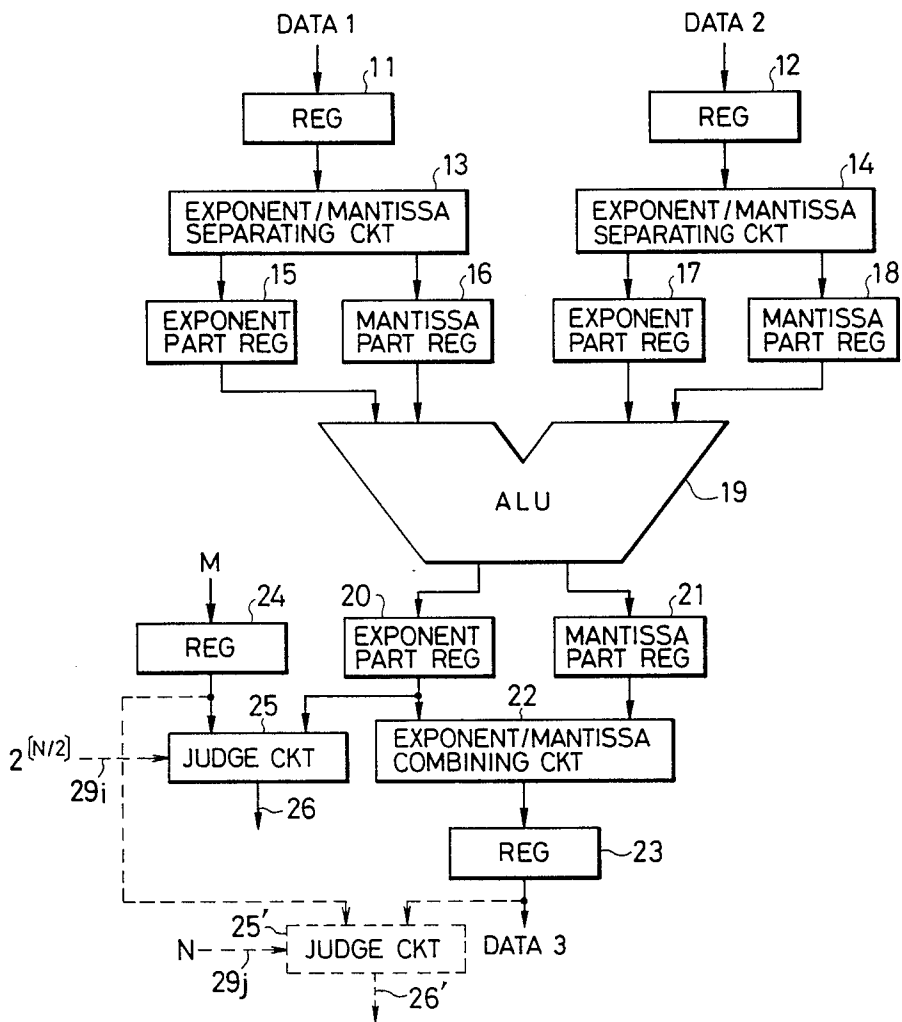 DATA 1
DATA 2
11
12
REG
REG
13
14
EXPONENT/MANTISSA
SEPARATING CKT
EXPONENT/MANTISSA
SEPARATING CKT
15
16
17
18
EXPONENT
PART REG
MANTISSA
PART REG
EXPONENT
PART REG
MANTISSA
PART REG
ALU
19
M
24
20
21
REG
EXPONENT
PART REG
MANTISSA
PART REG
25
22
2[N/2]
JUDGE CKT
EXPONENT/MANTISSA
COMBINING CKT
29i
26
REG
23
25'
N
JUDGE CKT
DATA 3
29j
26'